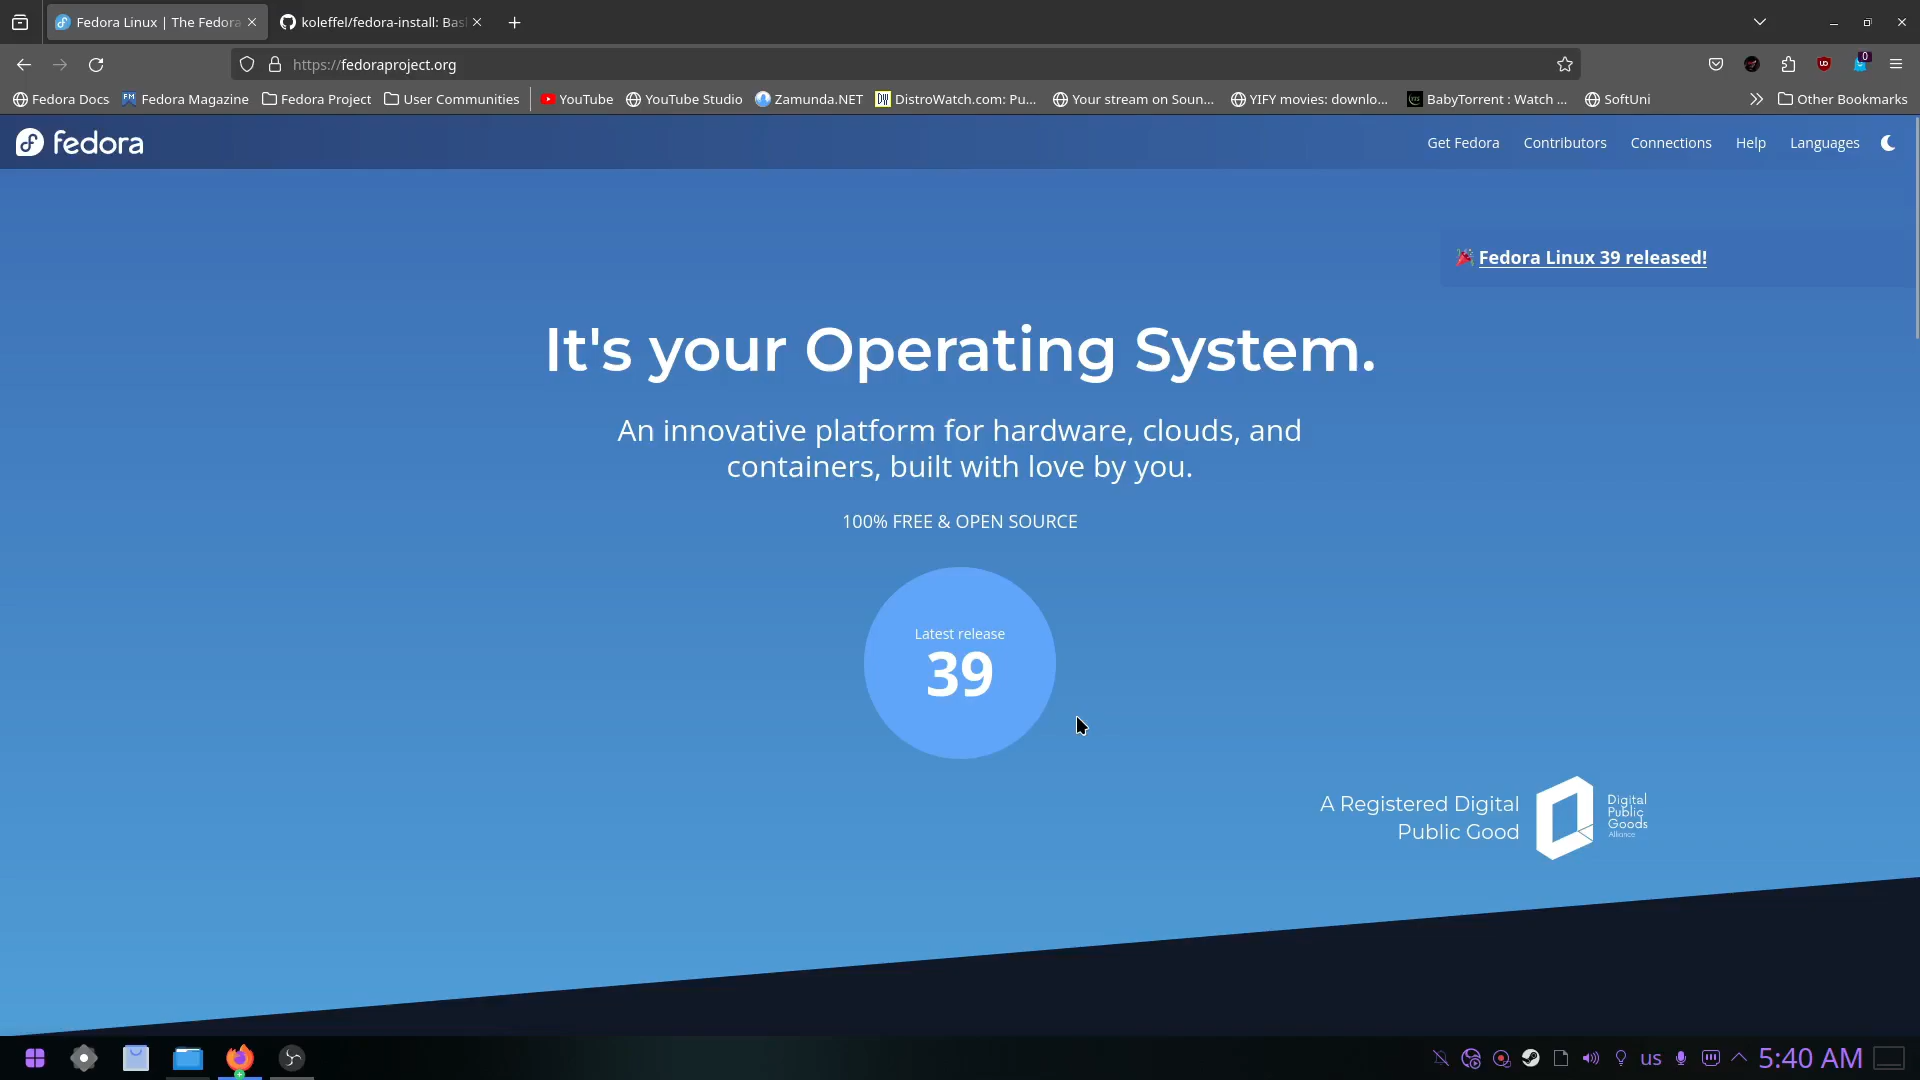 Fedora Linux | The Fedora
koleffel/fedora-install: Bas
https://fedoraproject.org
0
Fedora Docs
Fedora Magazine
Fedora Project
User Communities
YouTube
YouTube Studio
Zamunda.NET
DistroWatch.com: Pu...
Your stream on Soun...
YIFY movies: downlo...
BabyTorrent : Watch ...
SoftUni
Other Bookmarks
fedora
Get Fedora
Contributors
Connections
Help
Languages
Fedora Linux 39 released!
It's your Operating System.
An innovative platform for hardware, clouds, and
containers, built with love by you.
100% FREE & OPEN SOURCE
Latest release
39
A Registered Digital
Public Good
Digital
Public
Goods
Alliance
us
5:40 AM